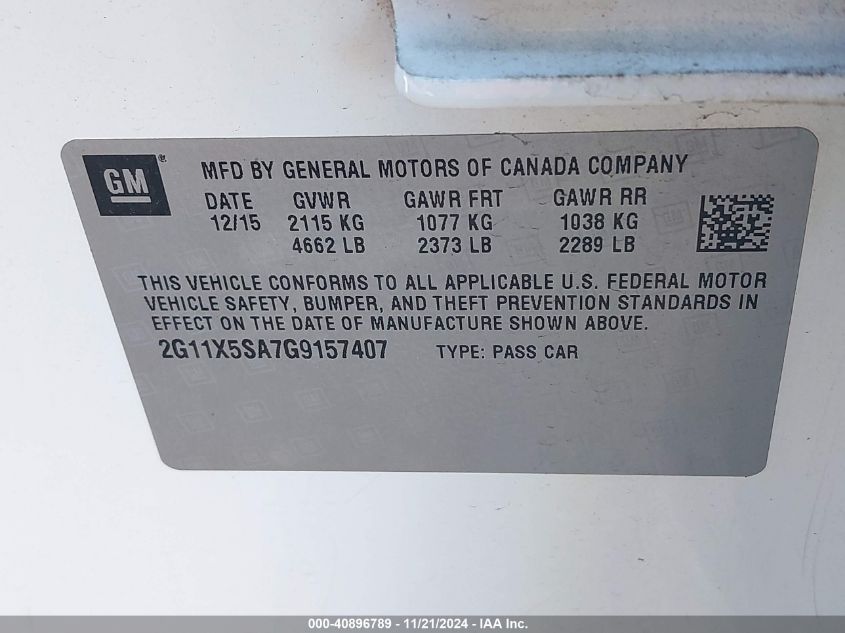 GM®
MFD BY GENERAL MOTORS OF CANADA COMPANY
DATE GVWR GAWR FRT GAWR RR
12/15 2115 KG 1077 KG 1038 KG
4662 LB 2373 LB 2289 LB
THIS VEHICLE CONFORMS TO ALL APPLICABLE U.S. FEDERAL MOTOR
VEHICLE SAFETY, BUMPER, AND THEFT PREVENTION STANDARDS IN
EFFECT ON THE DATE OF MANUFACTURE SHOWN ABOVE.
2G11X5SA7G9157407 TYPE: PASS CAR
000-40896789 - 11/21/2024 - IAA Inc.